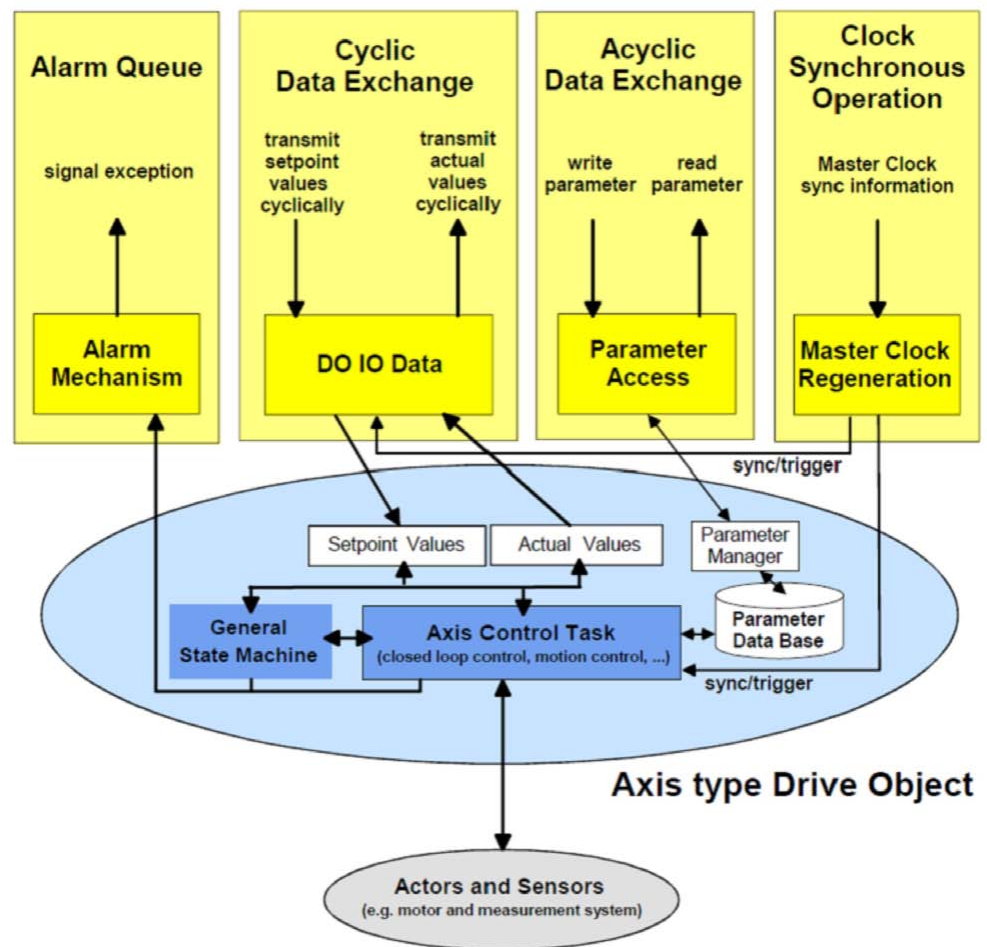 Alarm Queue
signal exception
Alarm
Mechanism
Cyclic
Data Exchange
transmit
setpoint
values
cyclically
transmit
actual
values
cyclically
DO IO Data
Acyclic
Data Exchange
write
parameter
read
parameter
Parameter
Access
Clock
Synchronous
Operation
Master Clock
sync information
Master Clock
Regeneration
sync/trigger
Setpoint Values
Actual Values
Parameter
Manager
General
State Machine
Axis Control Task
(closed loop control, motion control, ...)
Parameter
Data Base
sync/trigger
Axis type Drive Object
Actors and Sensors
(e.g. motor and measurement system)